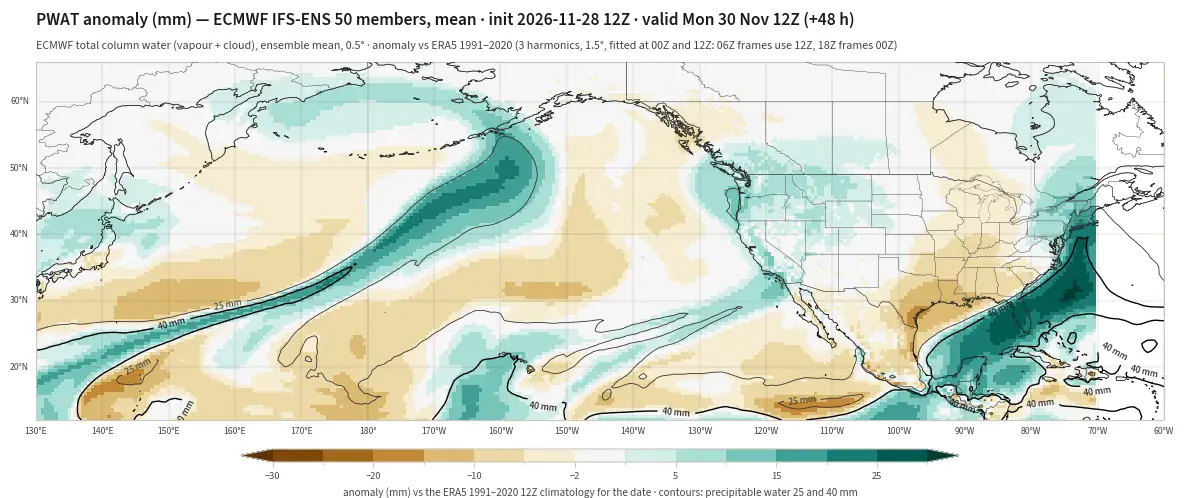 PWAT anomaly (mm) — ECMWF IFS-ENS 50 members, mean · init 2026-11-28 12Z · valid Mon 30 Nov 12Z (+48 h)
ECMWF total column water (vapour + cloud), ensemble mean, 0.5° · anomaly vs ERA5 1991–2020 (3 harmonics, 1.5°, fitted at 00Z and 12Z: 06Z frames use 12Z, 18Z frames 00Z)
60°N
50°N
40°N
30°N
20°N
25 mm
40 mm
25 mm
40 mm
40 mm
25 mm
40 mm
40 mm
40 mm
40 mm
40 mm
40 mm
130°E 140°E 150°E 160°E 170°E 180° 170°W 160°W 150°W 140°W 130°W 120°W 110°W 100°W 90°W 80°W 70°W 60°W
−30 −20 −10 −2 5 15 25
anomaly (mm) vs the ERA5 1991–2020 12Z climatology for the date · contours: precipitable water 25 and 40 mm